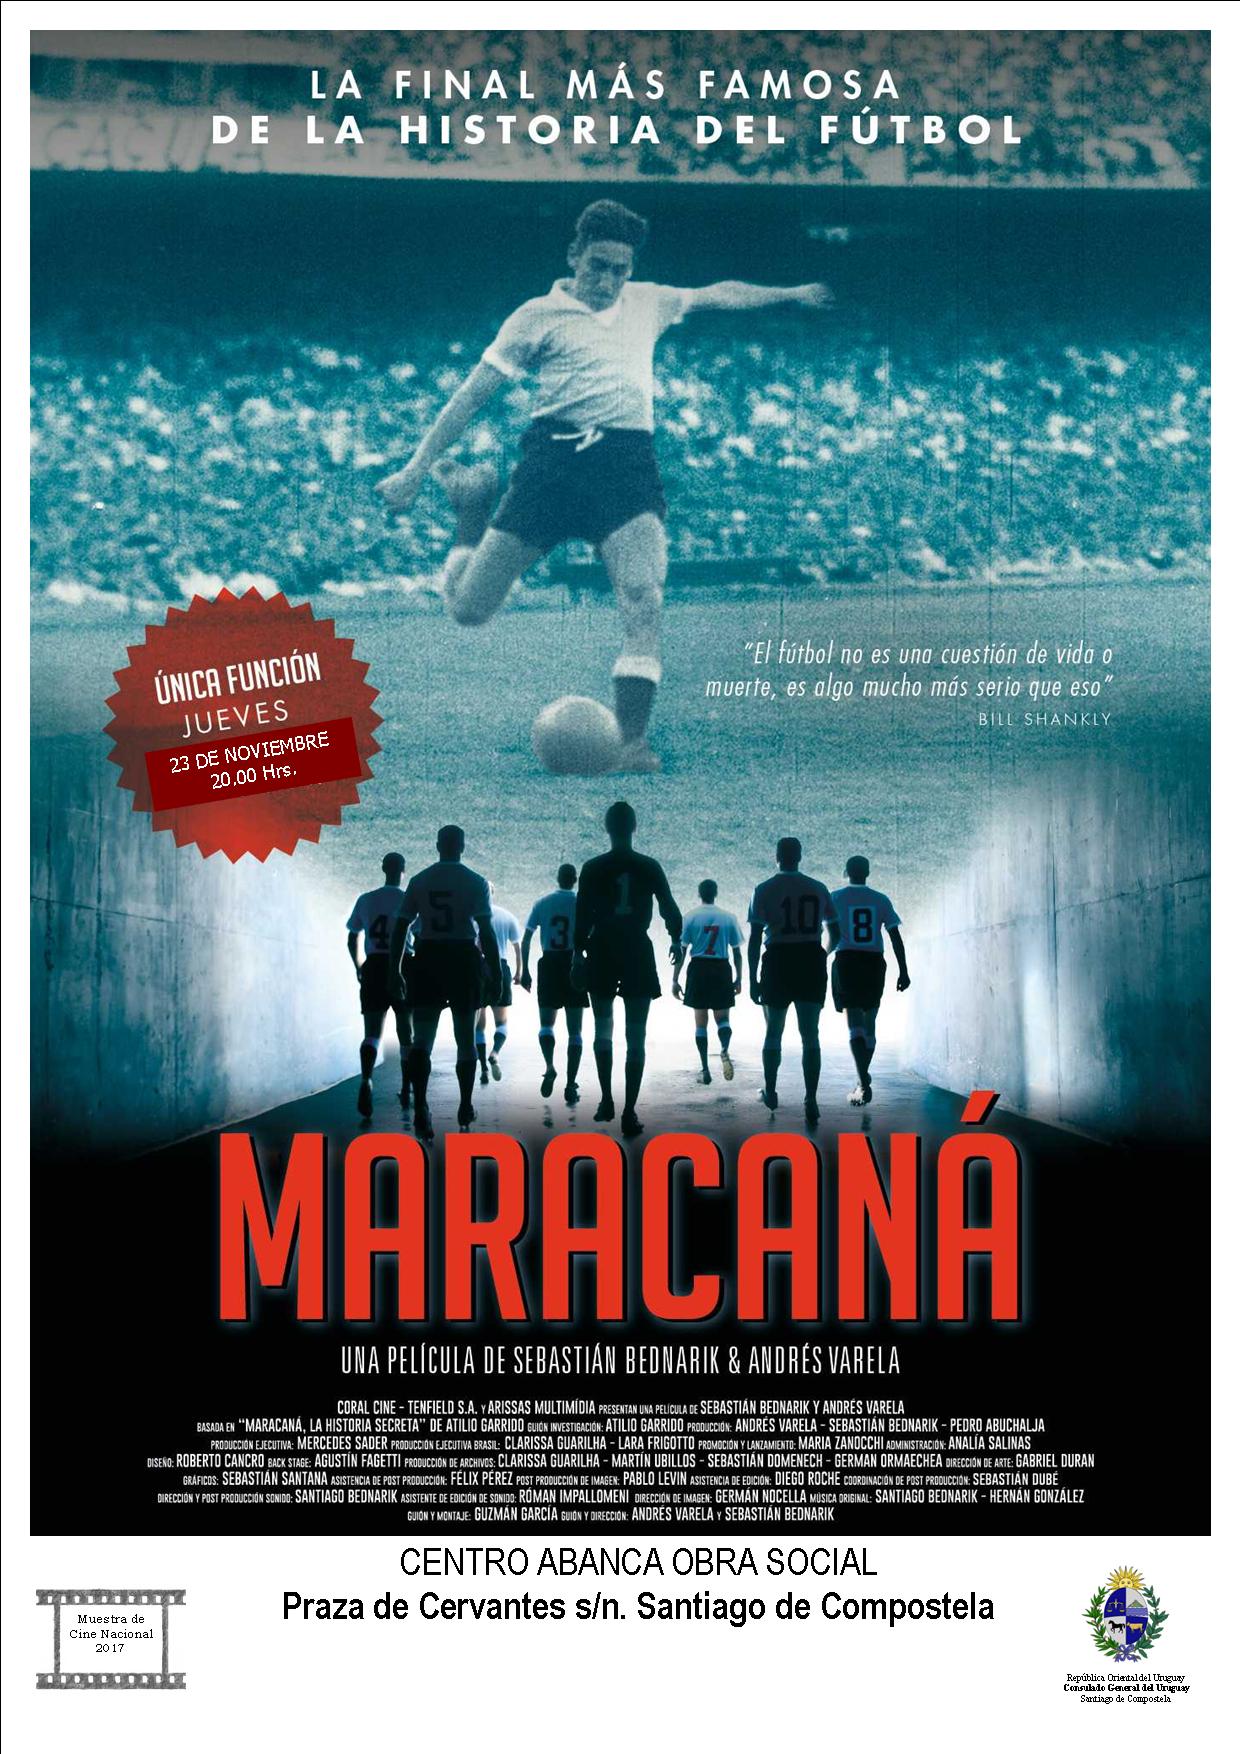 LA FINAL MÁS FAMOSA
DE LA HISTORIA DEL FÚTBOL
"El fútbol no es una cuestión de vida o
muerte, es algo mucho más serio que eso"
BILL SHANKLY
ÚNICA FUNCIÓN
JUEVES
23 DE NOVIEMBRE
20,00 Hrs.
4
5
3
1
7
10
8
MARACANÁ
UNA PELÍCULA DE SEBASTIÁN BEDNARIK & ANDRÉS VARELA
CORAL CINE - TENFIELD S.A. Y ARISSAS MULTIMÍDIA PRESENTAN UNA PELÍCULA DE SEBASTIÁN BEDNARIK Y ANDRÉS VARELA
BASADA EN "MARACANÁ, LA HISTORIA SECRETA" DE ATILIO GARRIDO GUIÓN INVESTIGACIÓN: ATILIO GARRIDO PRODUCCIÓN: ANDRÉS VARELA - SEBASTIÁN BEDNARIK - PEDRO ABUCHALJA
PRODUCCIÓN EJECUTIVA: MERCEDES SADER PRODUCCIÓN EJECUTIVA BRASIL: CLARISSA GUARILHA - LARA FRIGOTTO PROMOCIÓN Y LANZAMIENTO: MARIA ZANOCCHI ADMINISTRACIÓN: ANALÍA SALINAS
DISEÑO: ROBERTO CANCRO BACK STAGE: AGUSTÍN FAGETTI PRODUCCIÓN DE ARCHIVOS: CLARISSA GUARILHA - MARTÍN UBILLOS - SEBASTIÁN DOMENECH - GERMAN ORMAECHEA DIRECCIÓN DE ARTE: GABRIEL DURAN
GRÁFICOS: SEBASTIÁN SANTANA ASISTENCIA DE POST PRODUCCIÓN: FÉLIX PÉREZ POST PRODUCCIÓN DE IMAGEN: PABLO LEVIN ASISTENCIA DE EDICIÓN: DIEGO ROCHE COORDINACIÓN DE POST PRODUCCIÓN: SEBASTIÁN DUBÉ
DIRECCIÓN Y POST PRODUCCIÓN SONIDO: SANTIAGO BEDNARIK ASISTENTE DE EDICIÓN DE SONIDO: RÓMAN IMPALLOMENI DIRECCIÓN DE IMAGEN: GERMÁN NOCELLA MÚSICA ORIGINAL: SANTIAGO BEDNARIK - HERNÁN GONZÁLEZ
GUIÓN Y MONTAJE: GUZMÁN GARCÍA GUIÓN Y DIRECCIÓN: ANDRÉS VARELA Y SEBASTIÁN BEDNARIK
CENTRO ABANCA OBRA SOCIAL
Praza de Cervantes s/n. Santiago de Compostela
Muestra de
Cine Nacional
2017
República Oriental del Uruguay
Consulado General del Uruguay
Santiago de Compostela